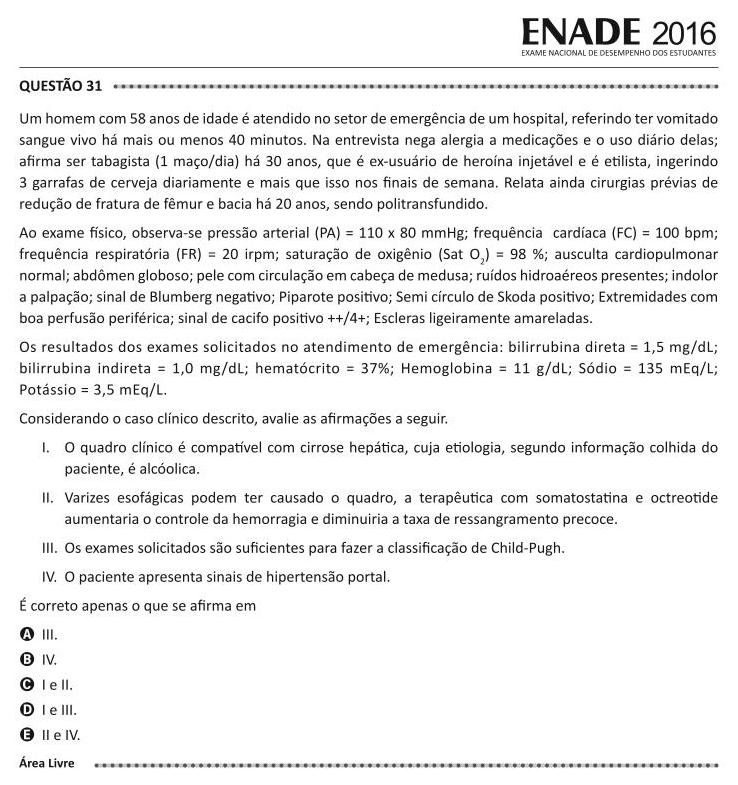 ENADE 2016
EXAME NACIONAL DE DESEMPENHO DOS ESTUDANTES
QUESTÃO 31
Um homem com 58 anos de idade é atendido no setor de emergência de um hospital, referindo ter vomitado
sangue vivo há mais ou menos 40 minutos. Na entrevista nega alergia a medicações e o uso diário delas;
afirma ser tabagista (1 maço/dia) há 30 anos, que é ex-usuário de heroína injetável e é etilista, ingerindo
3 garrafas de cerveja diariamente e mais que isso nos finais de semana. Relata ainda cirurgias prévias de
redução de fratura de fêmur e bacia há 20 anos, sendo politransfundido.
Ao exame físico, observa-se pressão arterial (PA) = 110 x 80 mmHg; frequência cardíaca (FC) = 100 bpm;
frequência respiratória (FR) = 20 irpm; saturação de oxigênio (Sat O₂) = 98 %; ausculta cardiopulmonar
normal; abdômen globoso; pele com circulação em cabeça de medusa; ruídos hidroaéreos presentes; indolor
a palpação; sinal de Blumberg negativo; Piparote positivo; Semi círculo de Skoda positivo; Extremidades com
boa perfusão periférica; sinal de cacifo positivo ++/4+; Escleras ligeiramente amareladas.
Os resultados dos exames solicitados no atendimento de emergência: bilirrubina direta = 1,5 mg/dL;
bilirrubina indireta = 1,0 mg/dL; hematócrito = 37%; Hemoglobina = 11 g/dL; Sódio = 135 mEq/L;
Potássio = 3,5 mEq/L.
Considerando o caso clínico descrito, avalie as afirmações a seguir.
I. O quadro clínico é compatível com cirrose hepática, cuja etiologia, segundo informação colhida do
paciente, é alcóolica.
II. Varizes esofágicas podem ter causado o quadro, a terapêutica com somatostatina e octreotide
aumentaria o controle da hemorragia e diminuiria a taxa de ressangramento precoce.
III. Os exames solicitados são suficientes para fazer a classificação de Child-Pugh.
IV. O paciente apresenta sinais de hipertensão portal.
É correto apenas o que se afirma em
A III.
B IV.
C I e II.
D I e III.
E II e IV.
Área Livre